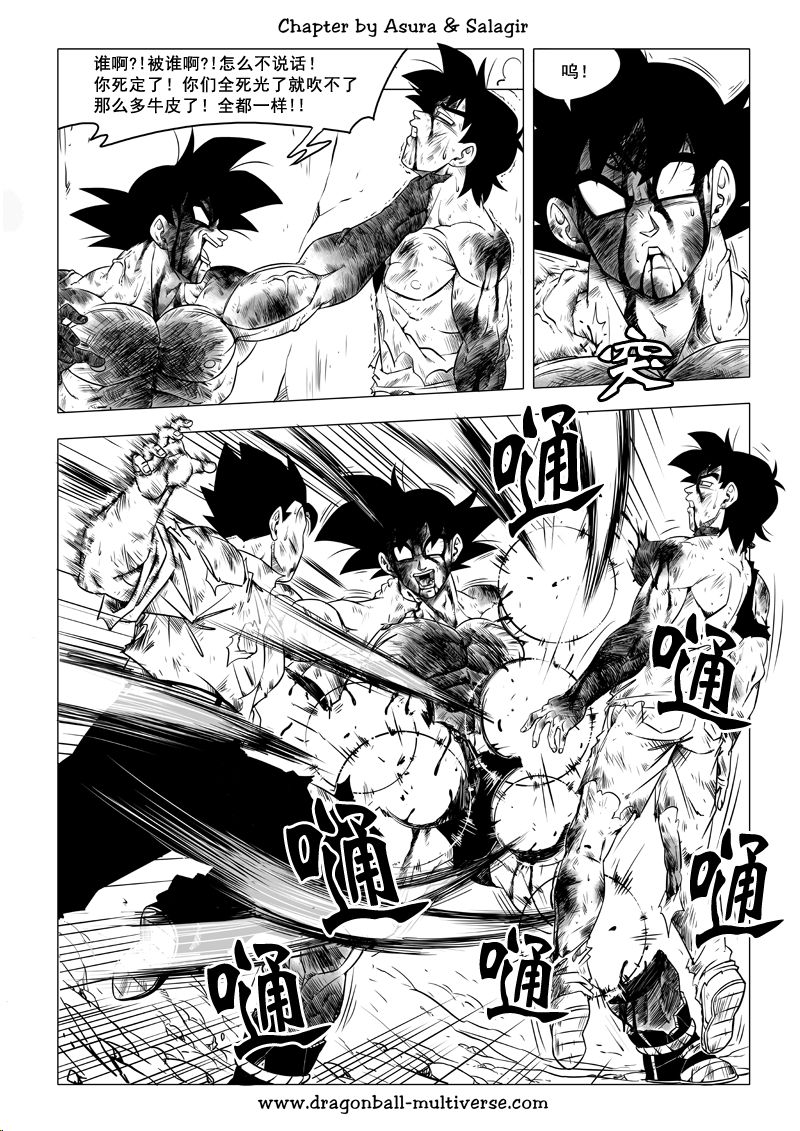 Chapter by Asura & Salagir
谁啊?!被谁啊?!怎么不说话!
你死定了!你们全死光了就吹不了
那么多牛皮了!全都一样!!
呜!
突
嗵
嗵
嗵
嗵
嗵
嗵
www.dragonball-multiverse.com